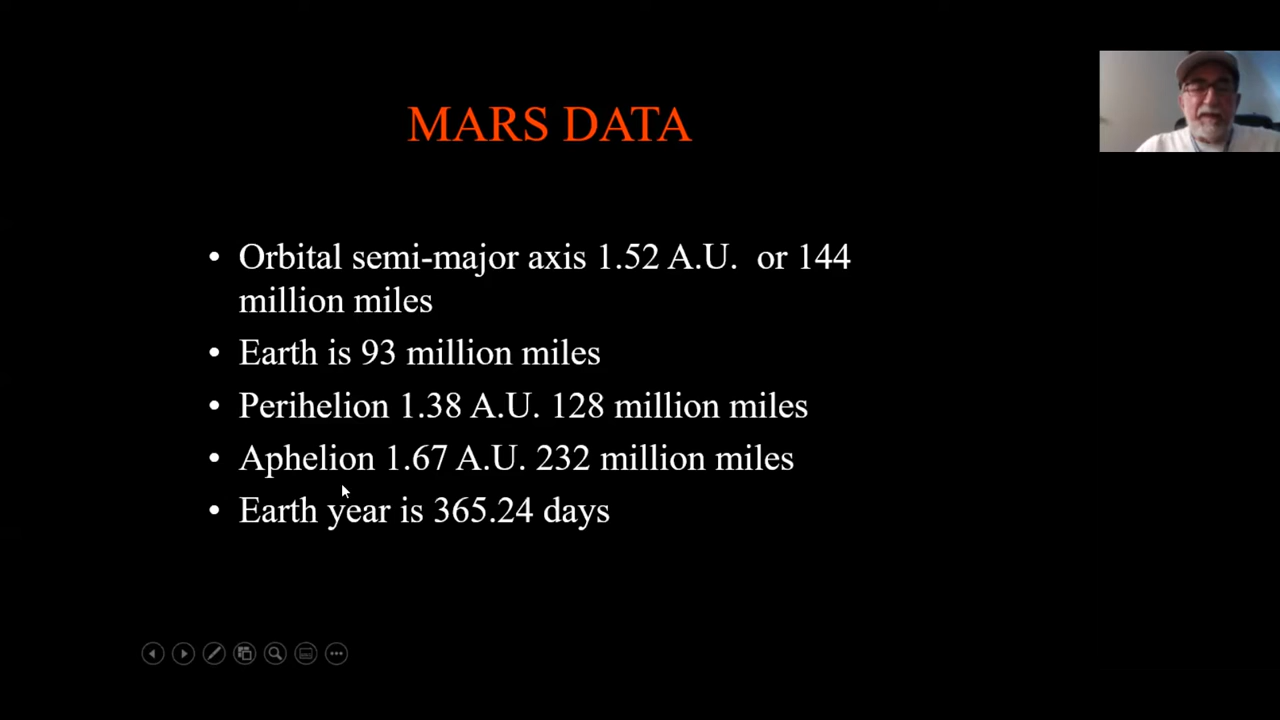 MARS DATA
• Orbital semi-major axis 1.52 A.U.  or 144
million miles
• Earth is 93 million miles
• Perihelion 1.38 A.U. 128 million miles
• Aphelion 1.67 A.U. 232 million miles
• Earth year is 365.24 days